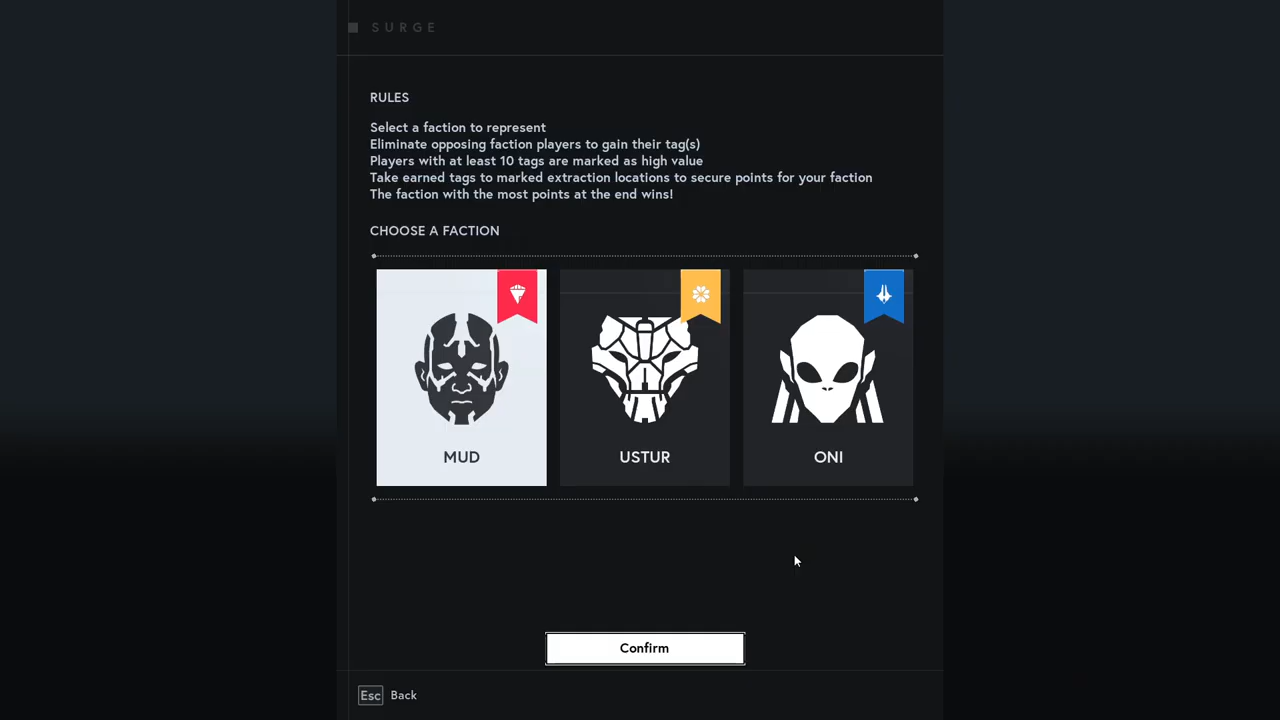 SURGE
RULES
Select a faction to represent
Eliminate opposing faction players to gain their tag(s)
Players with at least 10 tags are marked as high value
Take earned tags to marked extraction locations to secure points for your faction
The faction with the most points at the end wins!
CHOOSE A FACTION
MUD
USTUR
ONI
Confirm
Esc Back